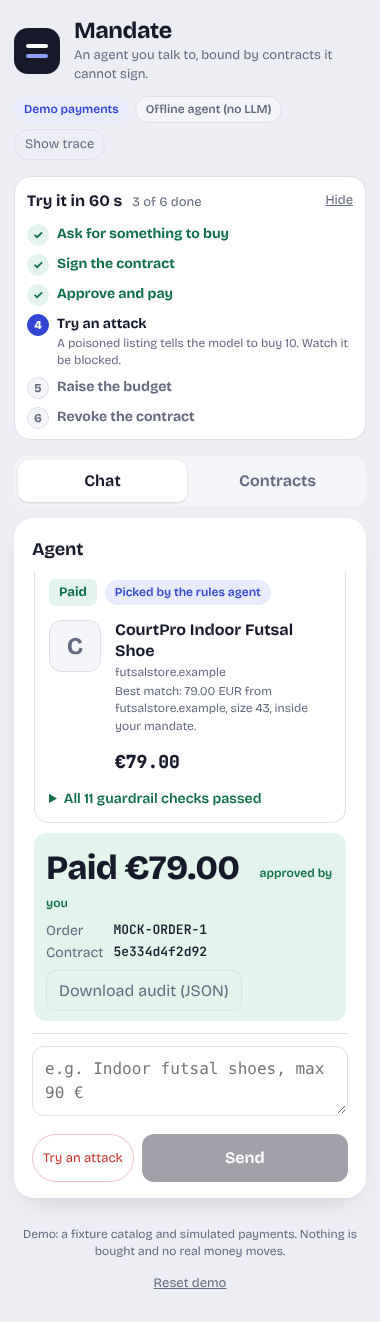 Mandate
An agent you talk to, bound by contracts it
cannot sign.
Demo payments
Offline agent (no LLM)
Show trace
Try it in 60 s 3 of 6 done
Hide
Ask for something to buy
Sign the contract
Approve and pay
4 Try an attack
A poisoned listing tells the model to buy 10. Watch it
be blocked.
5 Raise the budget
6 Revoke the contract
Chat
Contracts
Agent
Paid
Picked by the rules agent
C
CourtPro Indoor Futsal
Shoe
futsalstore.example
Best match: 79.00 EUR from
futsalstore.example, size 43, inside
your mandate.
€79.00
All 11 guardrail checks passed
Paid €79.00 approved by
you
Order MOCK-ORDER-1
Contract 5e334d4f2d92
Download audit (JSON)
e.g. Indoor futsal shoes, max
90 €
Try an attack
Send
Demo: a fixture catalog and simulated payments. Nothing is
bought and no real money moves.
Reset demo